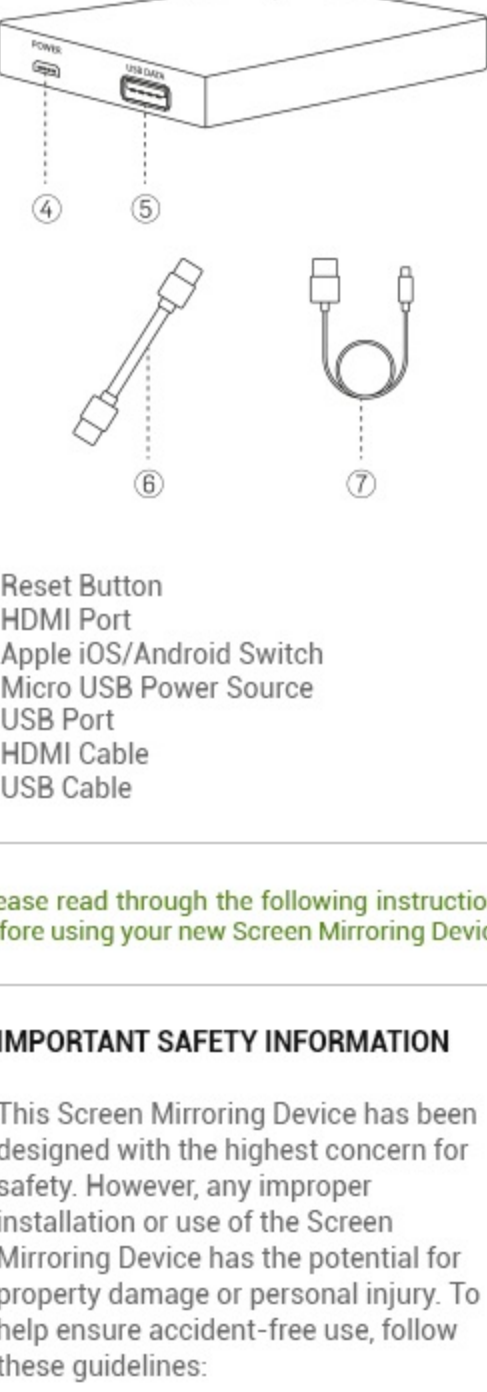 POWER
USB DATA
④ ⑤
⑥ ⑦
Reset Button
HDMI Port
Apple iOS/Android Switch
Micro USB Power Source
USB Port
HDMI Cable
USB Cable
ease read through the following instructio
fore using your new Screen Mirroring Devic
IMPORTANT SAFETY INFORMATION
This Screen Mirroring Device has been
designed with the highest concern for
safety. However, any improper
installation or use of the Screen
Mirroring Device has the potential for
property damage or personal injury. To
help ensure accident-free use, follow
these guidelines: